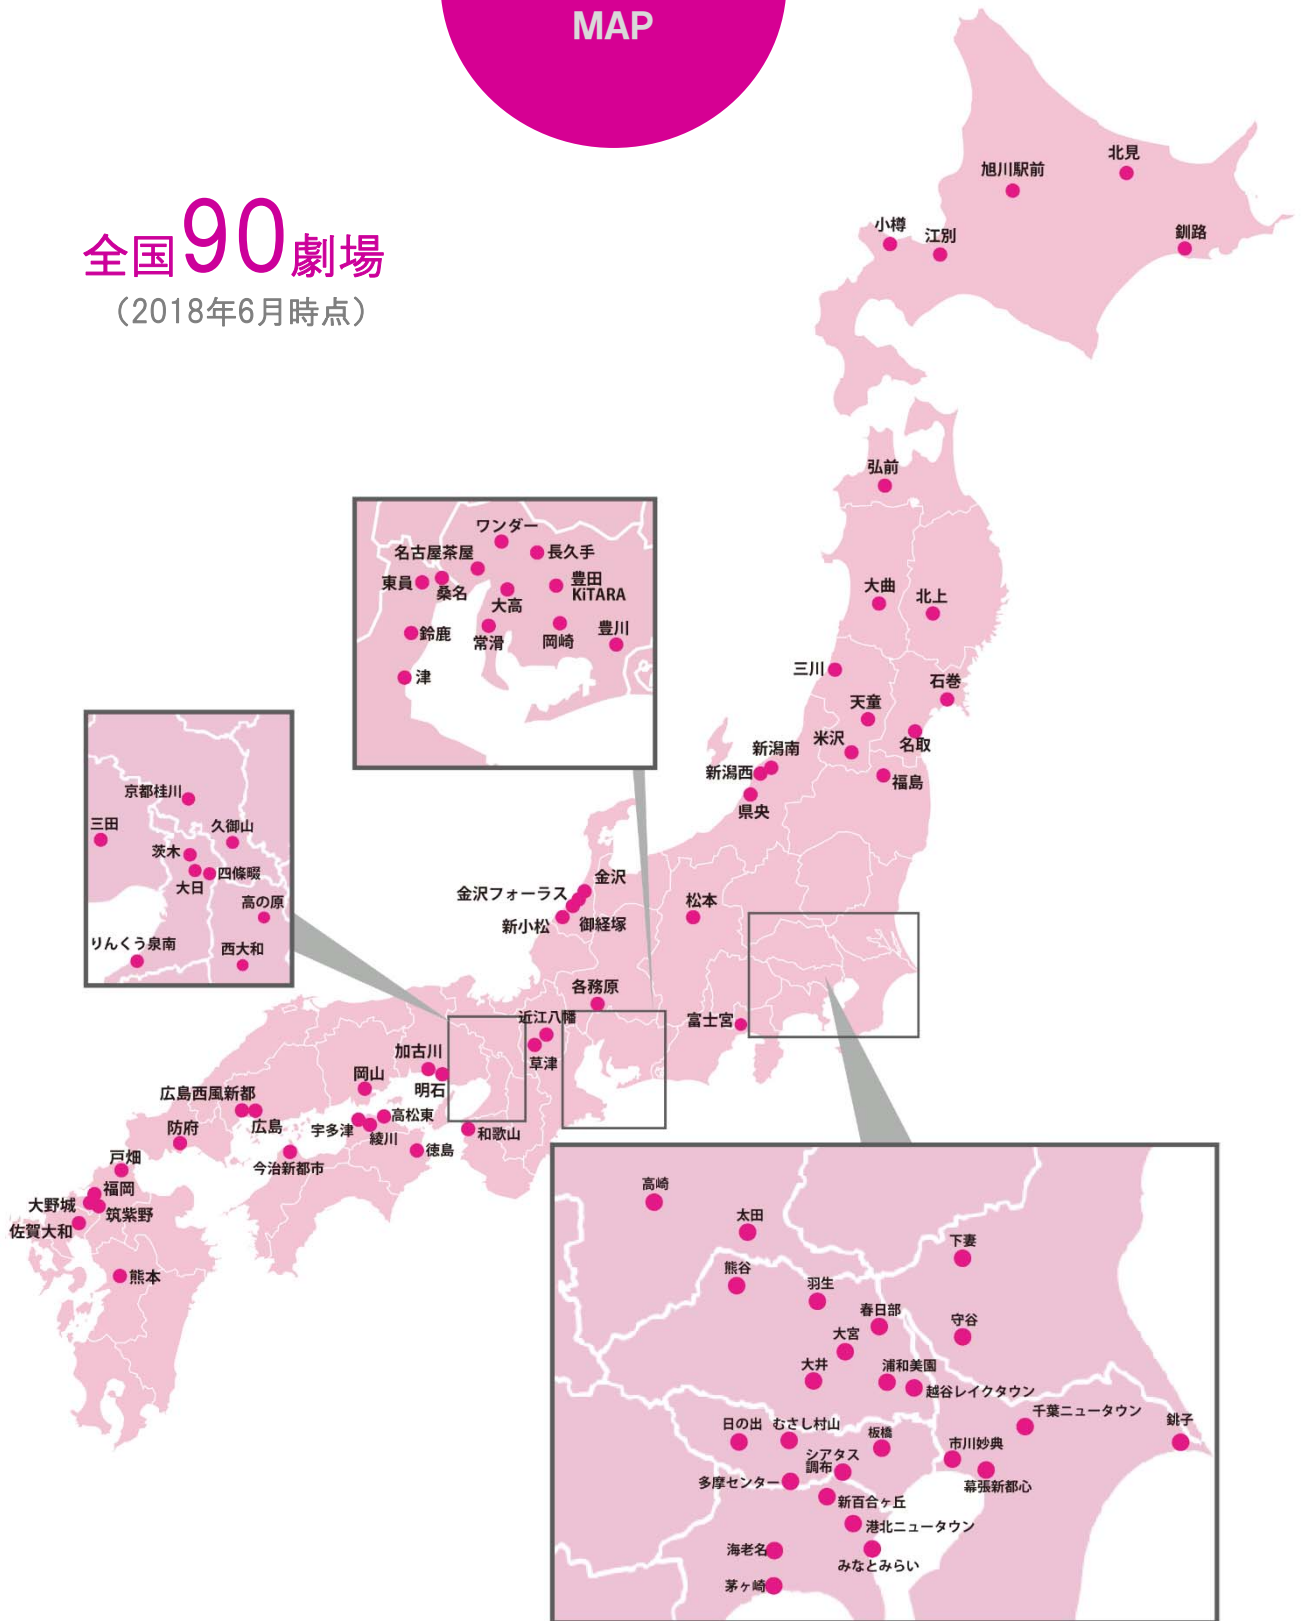 MAP
全国90劇場
（2018年6月時点）
北見
旭川駅前
小樽
江別
釧路
弘前
大曲
北上
三川
石巻
天童
米沢
名取
新潟南
新潟西
福島
県央
ワンダー
名古屋茶屋
長久手
東員
桑名
豊田
KiTARA
大高
鈴鹿
常滑
岡崎
豊川
津
京都桂川
三田
久御山
茨木
大日
四條畷
高の原
りんくう泉南
西大和
金沢
金沢フォーラス
新小松
御経塚
松本
各務原
富士宮
近江八幡
草津
加古川
明石
岡山
広島西風新都
広島
防府
宇多津
高松東
綾川
和歌山
徳島
今治新都市
戸畑
福岡
大野城
筑紫野
佐賀大和
熊本
高崎
太田
下妻
熊谷
羽生
春日部
守谷
大宮
大井
浦和美園
越谷レイクタウン
千葉ニュータウン
銚子
日の出
むさし村山
板橋
シアタス
調布
市川妙典
幕張新都心
多摩センター
新百合ヶ丘
港北ニュータウン
海老名
みなとみらい
茅ヶ崎